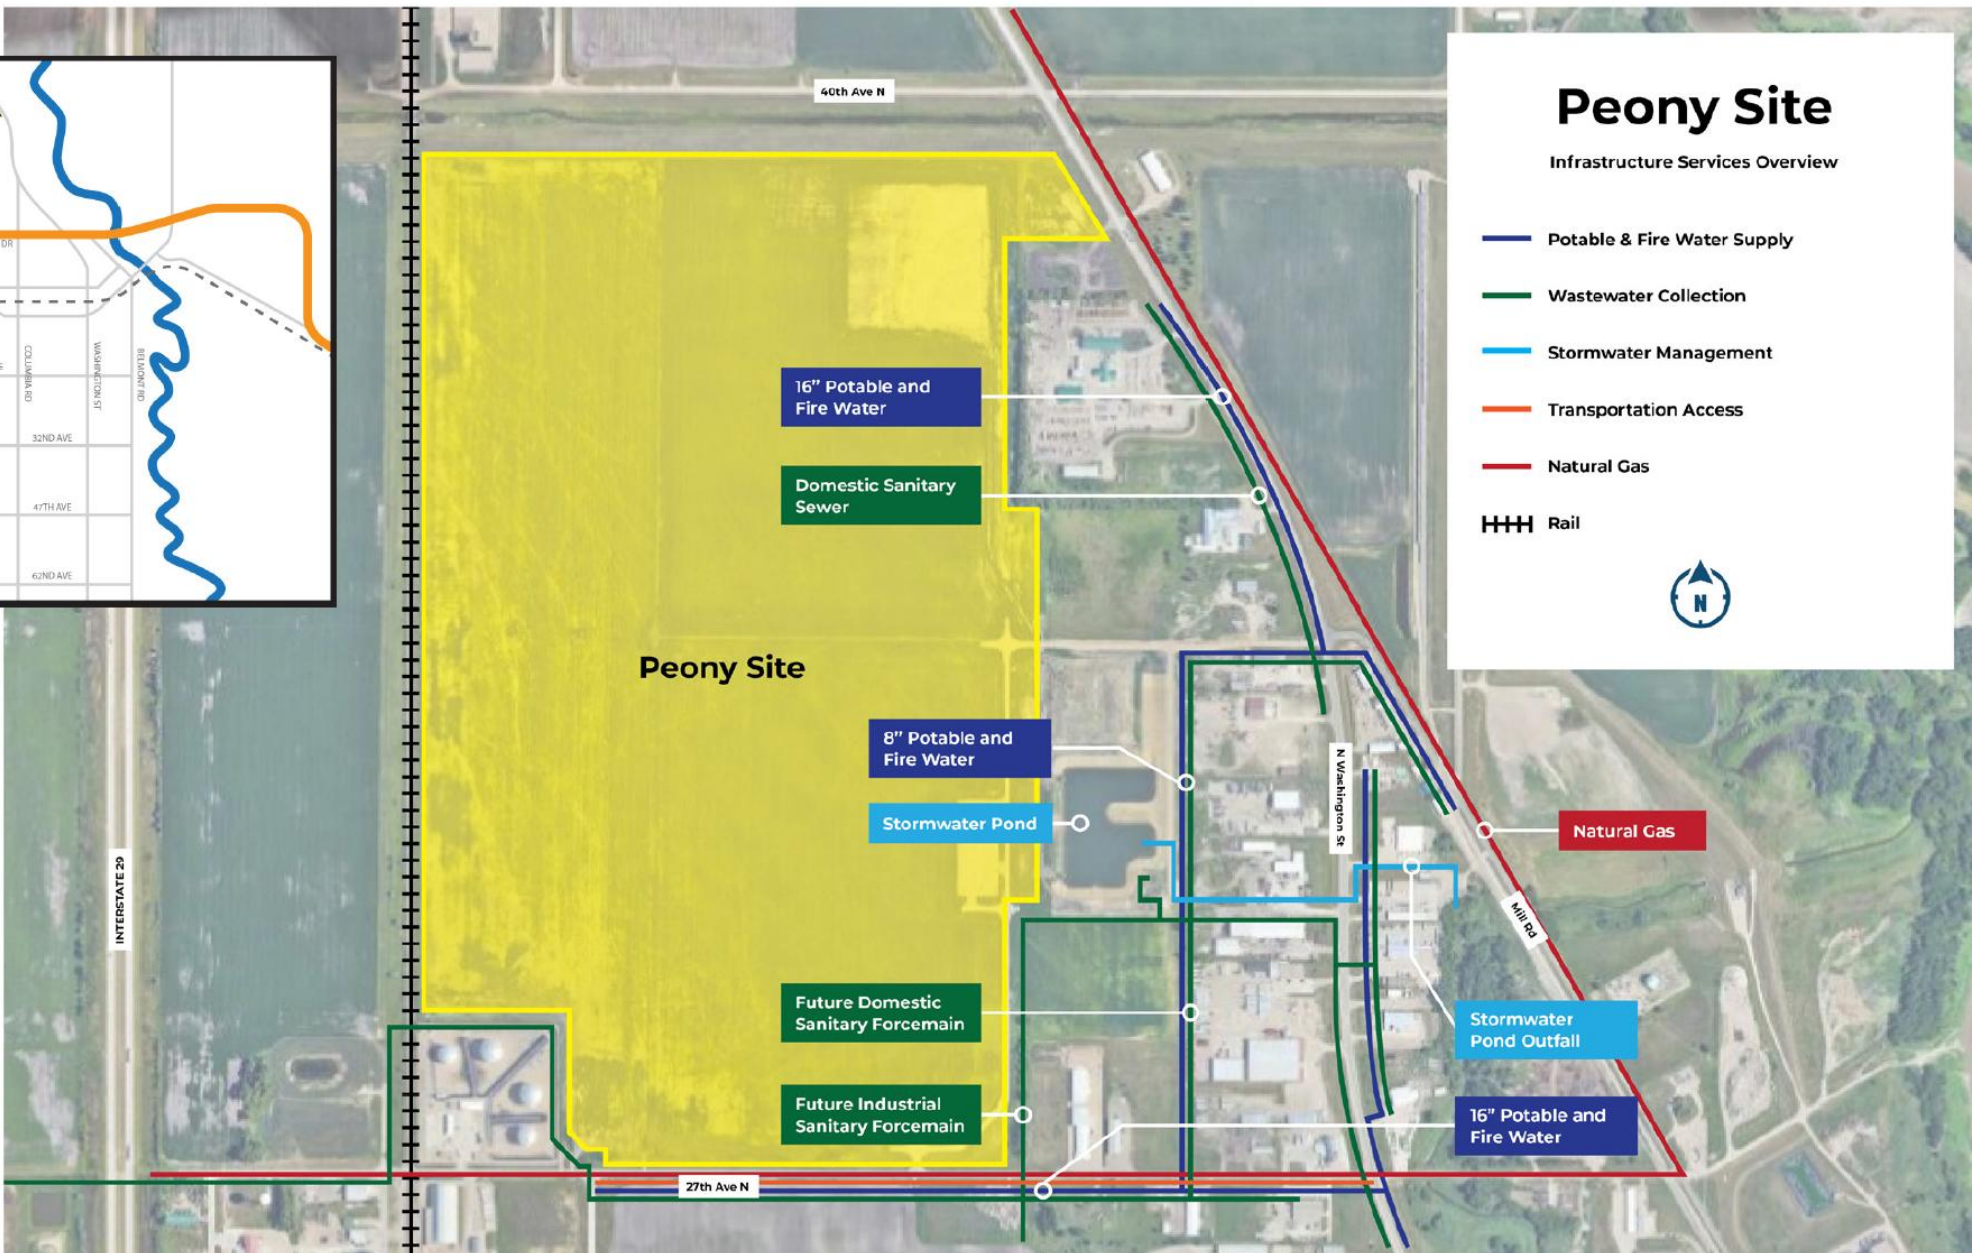 40th Ave N
Peony Site
Infrastructure Services Overview
Potable & Fire Water Supply
Wastewater Collection
Stormwater Management
Transportation Access
Natural Gas
Rail
N
DR
COLUMBIA RD
WASHINGTON ST
BELMONT RD
32ND AVE
47TH AVE
62ND AVE
16” Potable and
Fire Water
Domestic Sanitary
Sewer
Peony Site
8” Potable and
Fire Water
Stormwater Pond
N Washington St
Natural Gas
INTERSTATE 29
Mill Rd
Future Domestic
Sanitary Forcemain
Stormwater
Pond Outfall
Future Industrial
Sanitary Forcemain
16” Potable and
Fire Water
27th Ave N